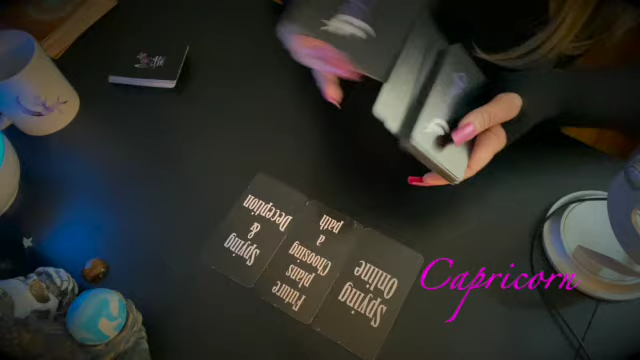 Spying
&
Deception
Future
plans
Choosing
a
path
Spying
Online
Capricorn